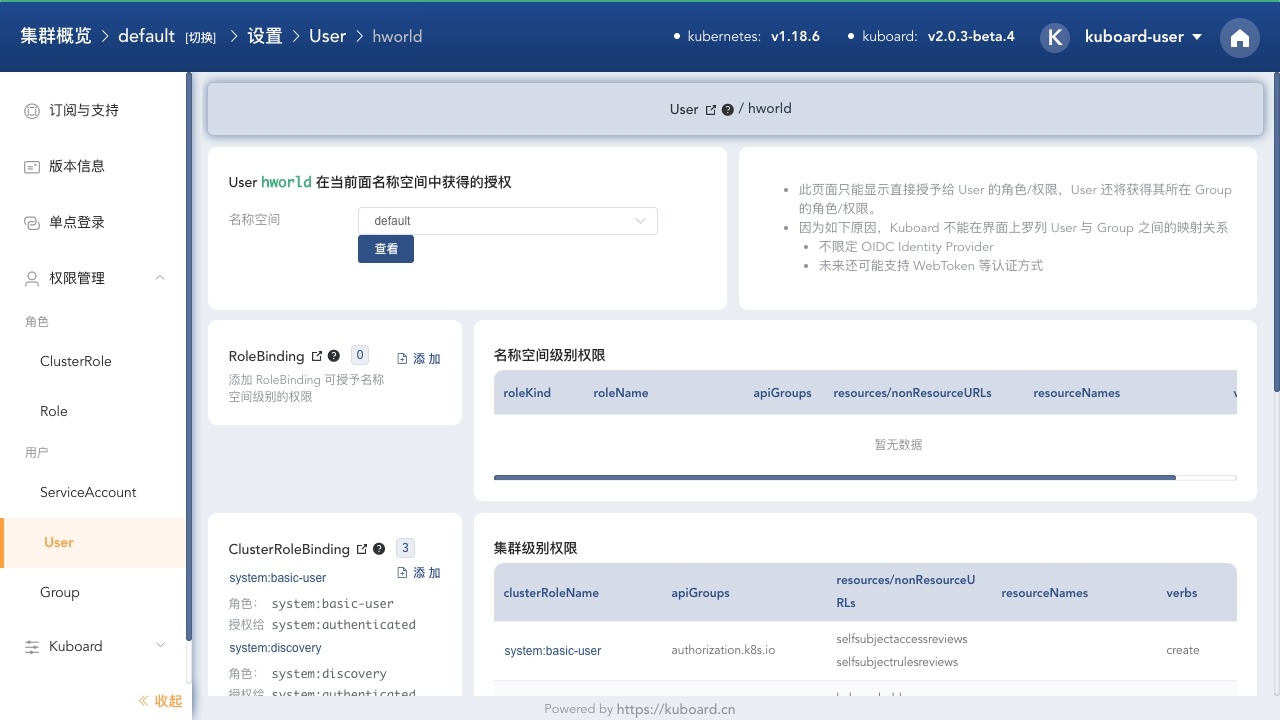 集群概览 > default [切换] > 设置 > User > hworld
kubernetes: v1.18.6
kuboard: v2.0.3-beta.4
K kuboard-user
订阅与支持
版本信息
单点登录
权限管理
角色
ClusterRole
Role
用户
ServiceAccount
User
Group
Kuboard
收起
User / hworld
User hworld 在当前面名称空间中获得的授权
名称空间 default
查看
此页面只能显示直接授予给 User 的角色/权限，User 还将获得其所在 Group
的角色/权限。
因为如下原因，Kuboard 不能在界面上罗列 User 与 Group 之间的映射关系
不限定 OIDC Identity Provider
未来还可能支持 WebToken 等认证方式
RoleBinding 0 添 加
添加 RoleBinding 可授予名称
空间级别的权限
名称空间级别权限
roleKind roleName apiGroups resources/nonResourceURLs resourceNames
暂无数据
ClusterRoleBinding 3
添 加
system:basic-user
角色： system:basic-user
授权给 system:authenticated
system:discovery
角色： system:discovery
授权给 system:authenticated
集群级别权限
clusterRoleName apiGroups resources/nonResourceU
RLs resourceNames verbs
system:basic-user authorization.k8s.io selfsubjectaccessreviews
selfsubjectrulesreviews create
Powered by https://kuboard.cn